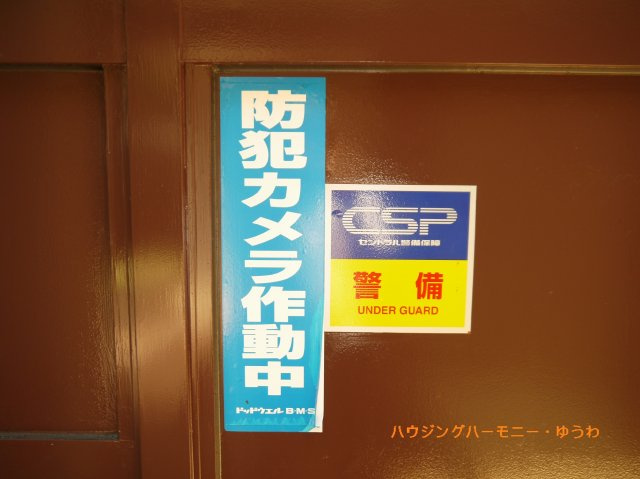 防犯カメラ作動中
ドッドウェル B・M・S
CSP
セントラル警備保障
警備
UNDER GUARD
ハウジングハーモニー・ゆうわ